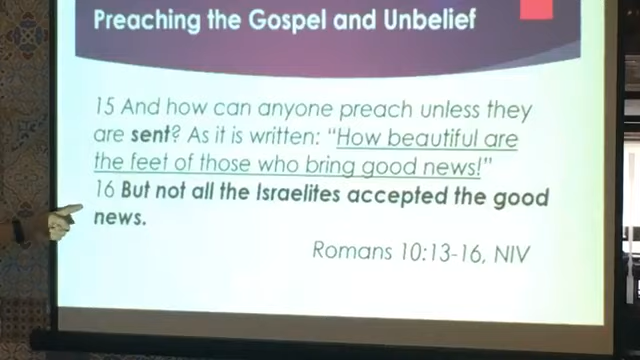 Preaching the Gospel and Unbelief
15 And how can anyone preach unless they
are sent? As it is written: “How beautiful are
the feet of those who bring good news!”
16 But not all the Israelites accepted the good
news.
Romans 10:13-16, NIV